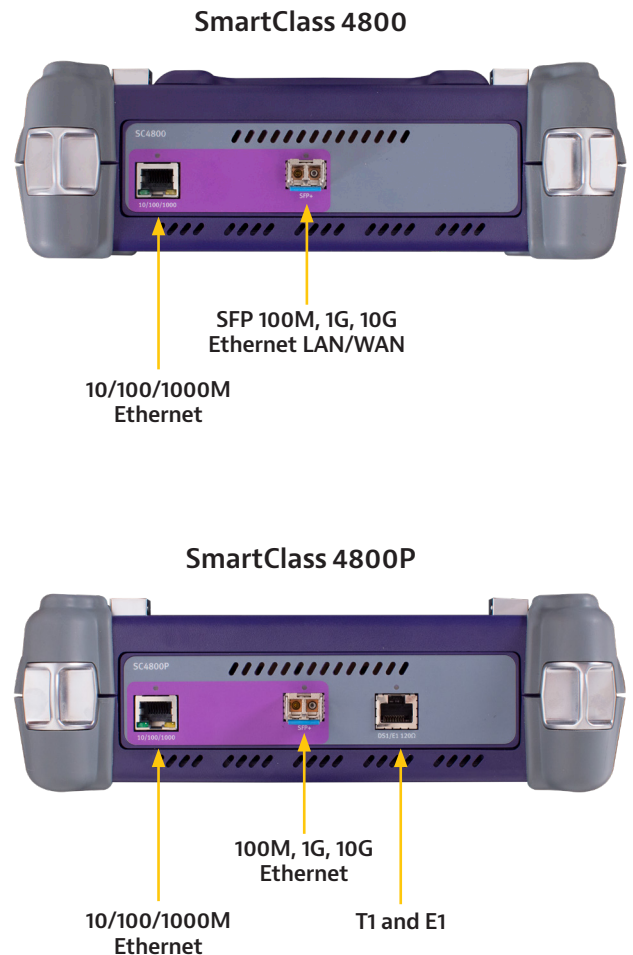 SmartClass 4800
SC4800
10/100/1000
SFP+
SFP 100M, 1G, 10G
Ethernet LAN/WAN
10/100/1000M
Ethernet
SmartClass 4800P
SC4800P
10/100/1000
SFP+
DS1/E1 120Ω
100M, 1G, 10G
Ethernet
10/100/1000M
Ethernet
T1 and E1